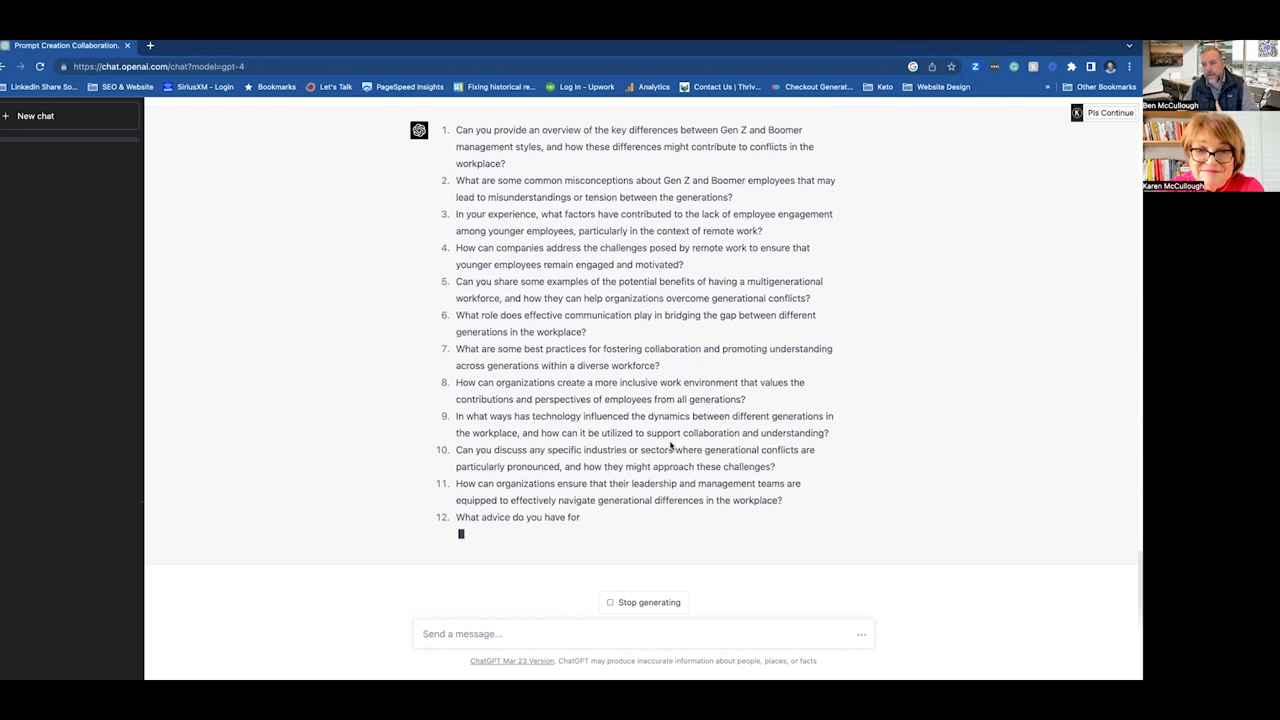 Prompt Creation Collaboration.
https://chat.openai.com/chat?model=gpt-4
LinkedIn Share So...
SEO & Website
SiriusXM - Login
Bookmarks
Let's Talk
PageSpeed Insights
Fixing historical re...
Log In - Upwork
Analytics
Contact Us | Thriv...
Checkout Generat...
Keto
Website Design
»
Other Bookmarks
+ New chat
Pls Continue
Ben McCullough
Karen McCullough
1. Can you provide an overview of the key differences between Gen Z and Boomer
management styles, and how these differences might contribute to conflicts in the
workplace?
2. What are some common misconceptions about Gen Z and Boomer employees that may
lead to misunderstandings or tension between the generations?
3. In your experience, what factors have contributed to the lack of employee engagement
among younger employees, particularly in the context of remote work?
4. How can companies address the challenges posed by remote work to ensure that
younger employees remain engaged and motivated?
5. Can you share some examples of the potential benefits of having a multigenerational
workforce, and how they can help organizations overcome generational conflicts?
6. What role does effective communication play in bridging the gap between different
generations in the workplace?
7. What are some best practices for fostering collaboration and promoting understanding
across generations within a diverse workforce?
8. How can organizations create a more inclusive work environment that values the
contributions and perspectives of employees from all generations?
9. In what ways has technology influenced the dynamics between different generations in
the workplace, and how can it be utilized to support collaboration and understanding?
10. Can you discuss any specific industries or sectors where generational conflicts are
particularly pronounced, and how they might approach these challenges?
11. How can organizations ensure that their leadership and management teams are
equipped to effectively navigate generational differences in the workplace?
12. What advice do you have for
Stop generating
Send a message...
ChatGPT Mar 23 Version. ChatGPT may produce inaccurate information about people, places, or facts